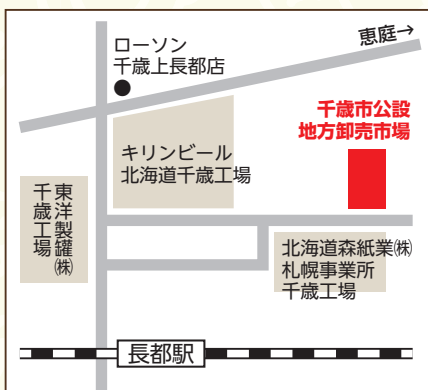 恵庭→
ローソン
千歳上長都店
千歳市公設
地方卸売市場
キリンビール
北海道千歳工場
東洋製罐㈱
千歳工場
北海道森紙業㈱
札幌事業所
千歳工場
長都駅